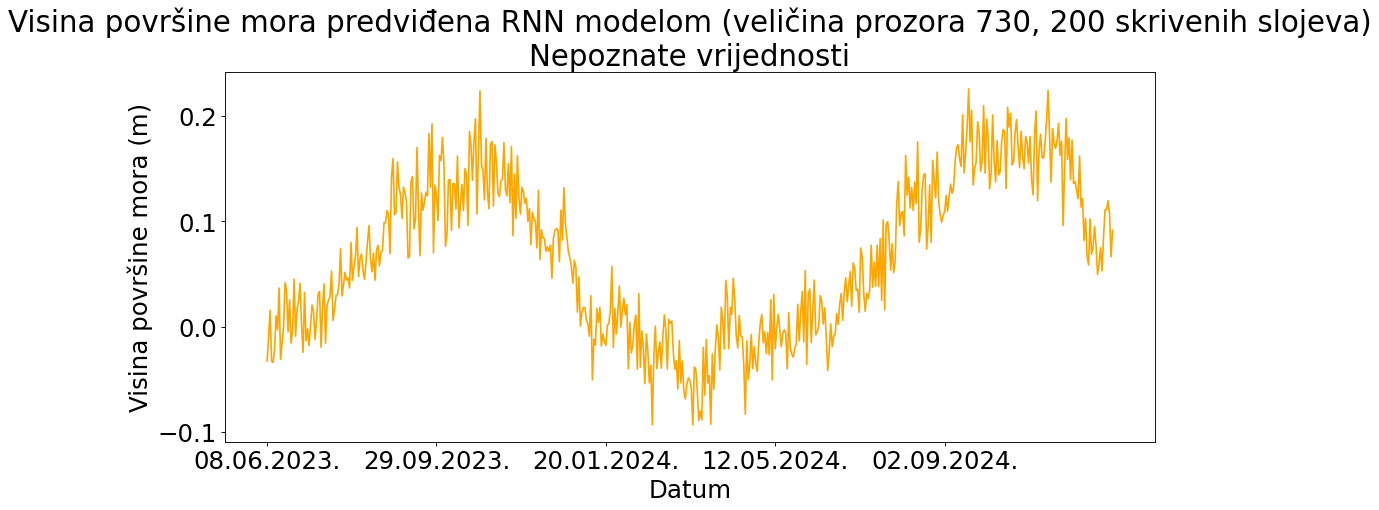 Visina površine mora predviđena RNN modelom (veličina prozora 730, 200 skrivenih slojeva)
Nepoznate vrijednosti
Visina površine mora (m)
0.2
0.1
0.0
−0.1
08.06.2023. 29.09.2023. 20.01.2024. 12.05.2024. 02.09.2024.
Datum